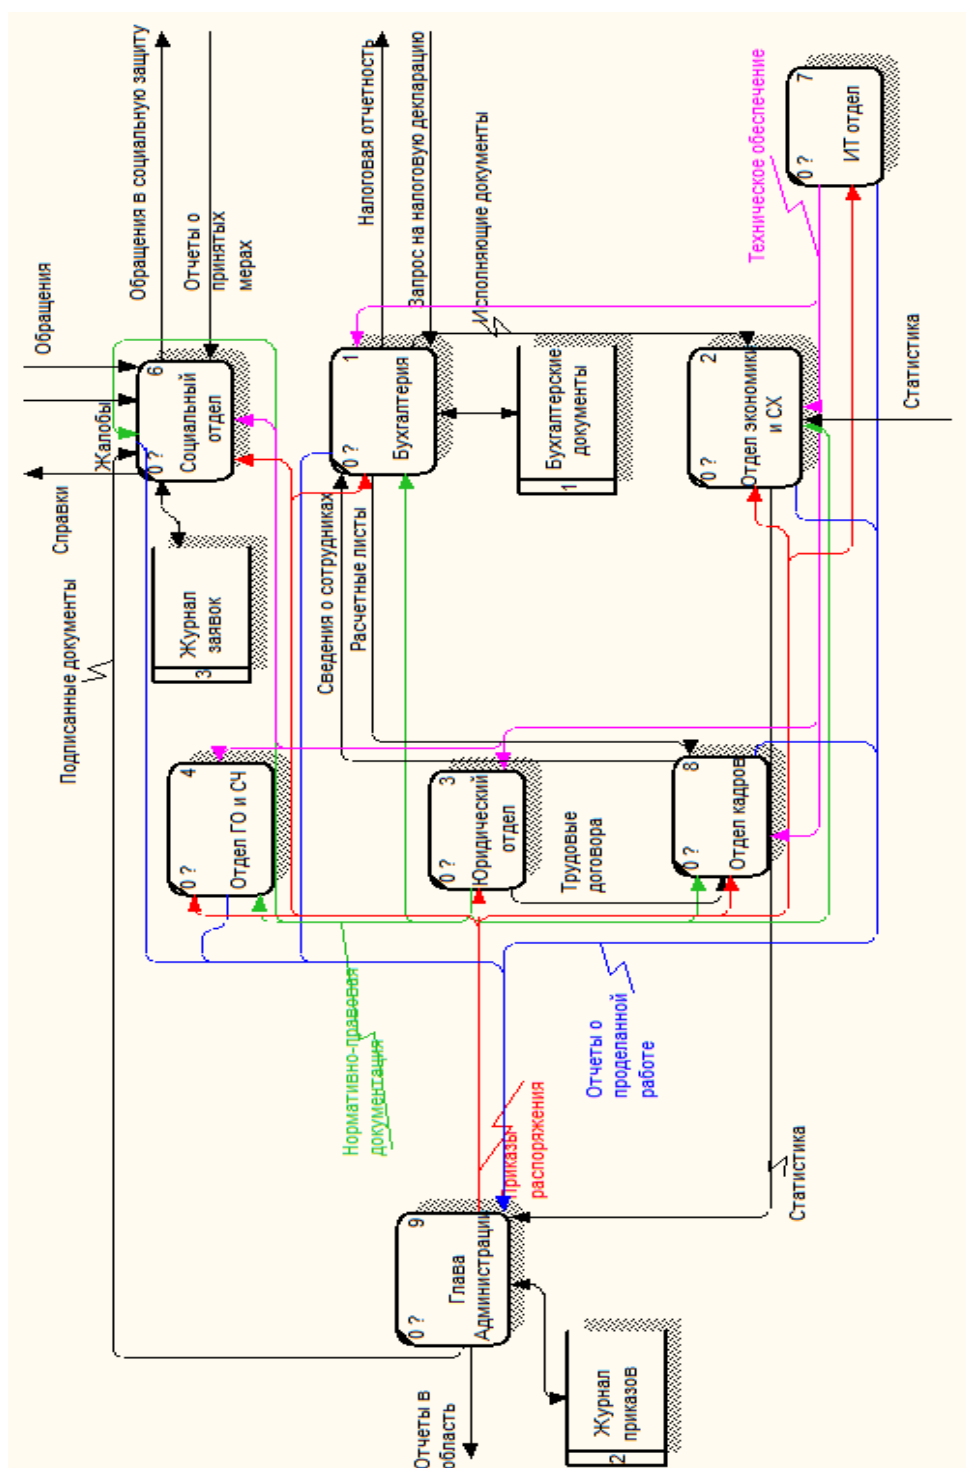 Обращения
Справки
Жалобы
Подписанные документы
Обращения в социальную защиту
Отчеты о
принятых
мерах
0 ?
6
Социальный
отдел
Журнал
заявок
3
0 ?
4
Отдел ГО и СЧ
Нормативно-правовая
документация
Сведения о сотрудниках
Расчетные листы
0 ?
1
Бухгалтерия
Налоговая отчетность
Запрос на налоговую декларацию
Исполняющие документы
0 ?
9
Глава
Администрации
Отчеты в
область
Приказы
распоряжения
0 ?
3
Юридический
отдел
Трудовые
договора
Бухгалтерские
документы
1
Журнал
приказов
2
Отчеты о
проделанной
работе
0 ?
8
Отдел кадров
0 ?
2
Отдел экономики
и СХ
Техническое обеспечение
0 ?
7
ИТ отдел
Статистика
Статистика